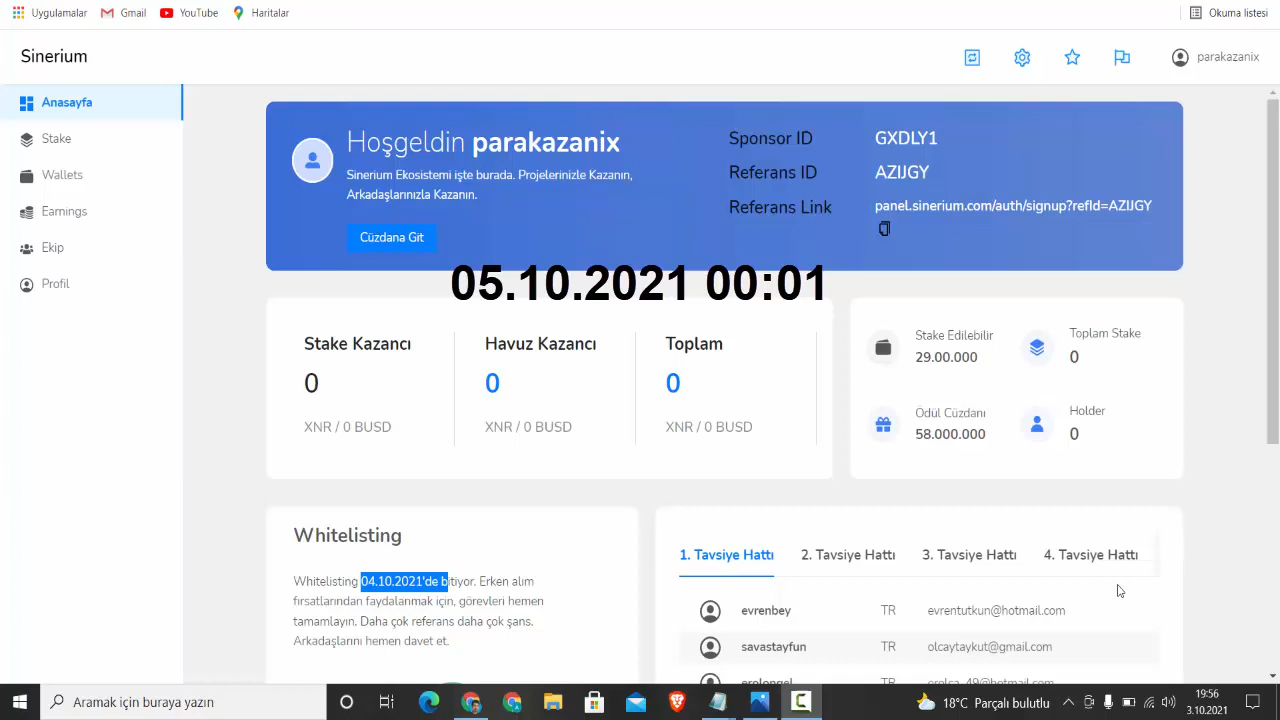 Uygulamalar
Gmail
YouTube
Haritalar
Okuma listesi
Sinerium
parakazanix
Anasayfa
Stake
Wallets
Earnings
Ekip
Profil
Hoşgeldin parakazanix
Sinerium Ekosistemi işte burada. Projelerinizle Kazanın,
Arkadaşlarınızla Kazanın.
Cüzdana Git
Sponsor ID GXDLY1
Referans ID AZIJGY
Referans Link panel.sinerium.com/auth/signup?refId=AZIJGY
05.10.2021 00:01
Stake Kazancı
0
XNR / 0 BUSD
Havuz Kazancı
0
XNR / 0 BUSD
Toplam
0
XNR / 0 BUSD
Stake Edilebilir
29.00.000
Toplam Stake
0
Ödül Cüzdanı
58.000.000
Holder
0
Whitelisting
Whitelisting 04.10.2021'de bitiyor. Erken alım
fırsatlarından faydalanmak için, görevleri hemen
tamamlayın. Daha çok referans daha çok şans.
Arkadaşlarını hemen davet et.
1. Tavsiye Hattı 2. Tavsiye Hattı 3. Tavsiye Hattı 4. Tavsiye Hattı
evrenbey TR evrentutkun@hotmail.com
savastayfun TR olcaytaykut@gmail.com
erolongel TR erolsa_49@hotmail.com
Aramak için buraya yazın
18°C Parçalı bulutlu
19:56
3.10.2021